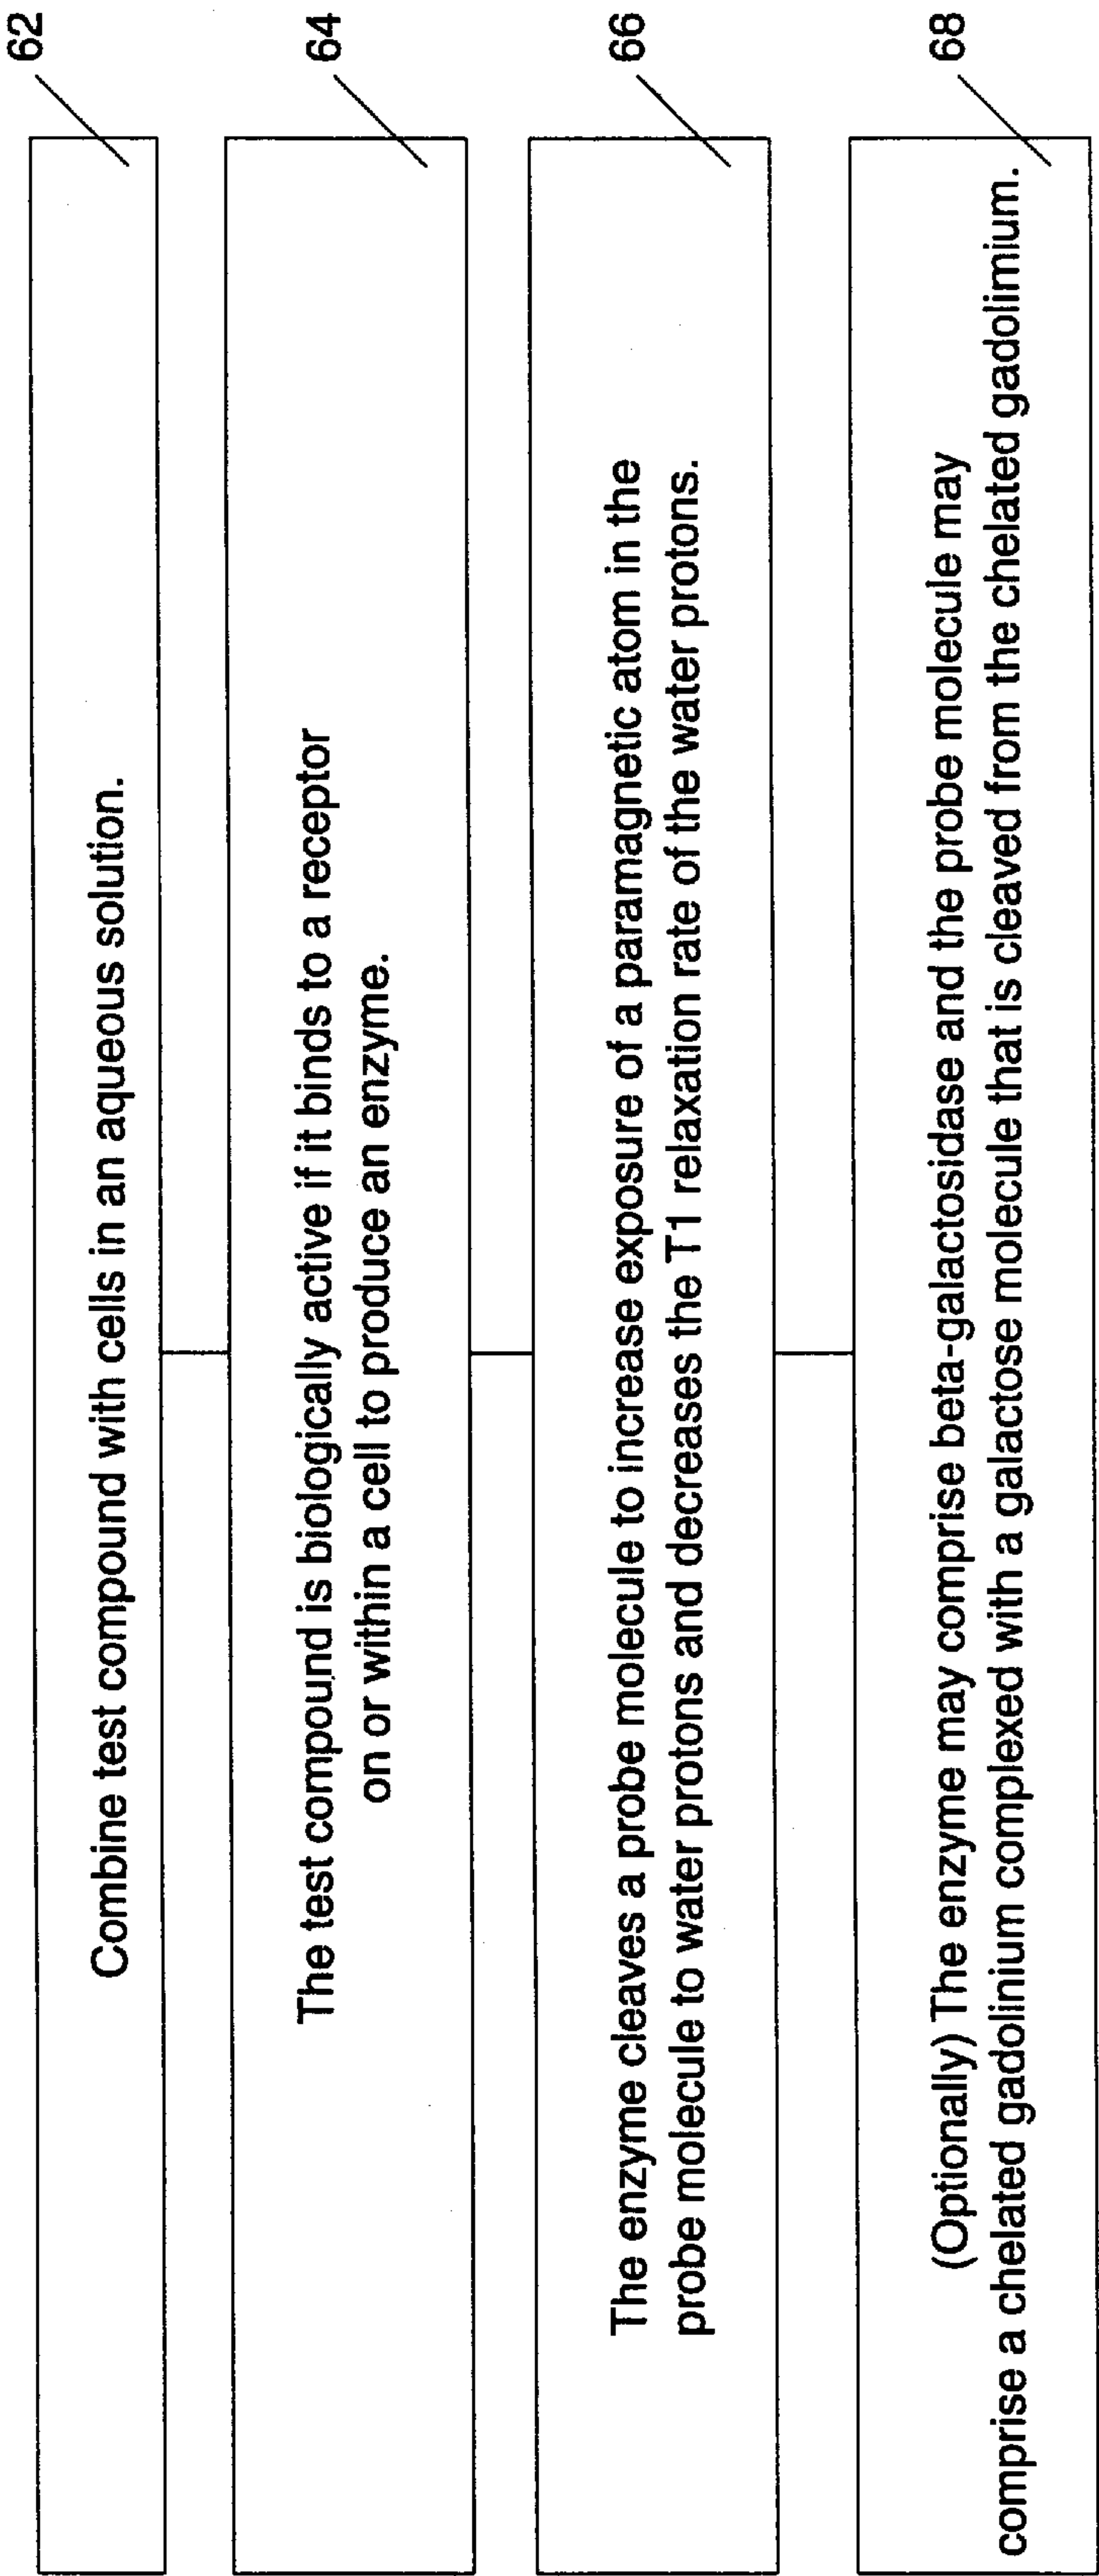 62
Combine test compound with cells in an aqueous solution.
64
The test compound is biologically active if it binds to a receptor
on or within a cell to produce an enzyme.
66
The enzyme cleaves a probe molecule to increase exposure of a paramagnetic atom in the
probe molecule to water protons and decreases the T1 relaxation rate of the water protons.
68
(Optionally) The enzyme may comprise beta-galactosidase and the probe molecule may
comprise a chelated gadolinium complexed with a galactose molecule that is cleaved from the chelated gadolimium.